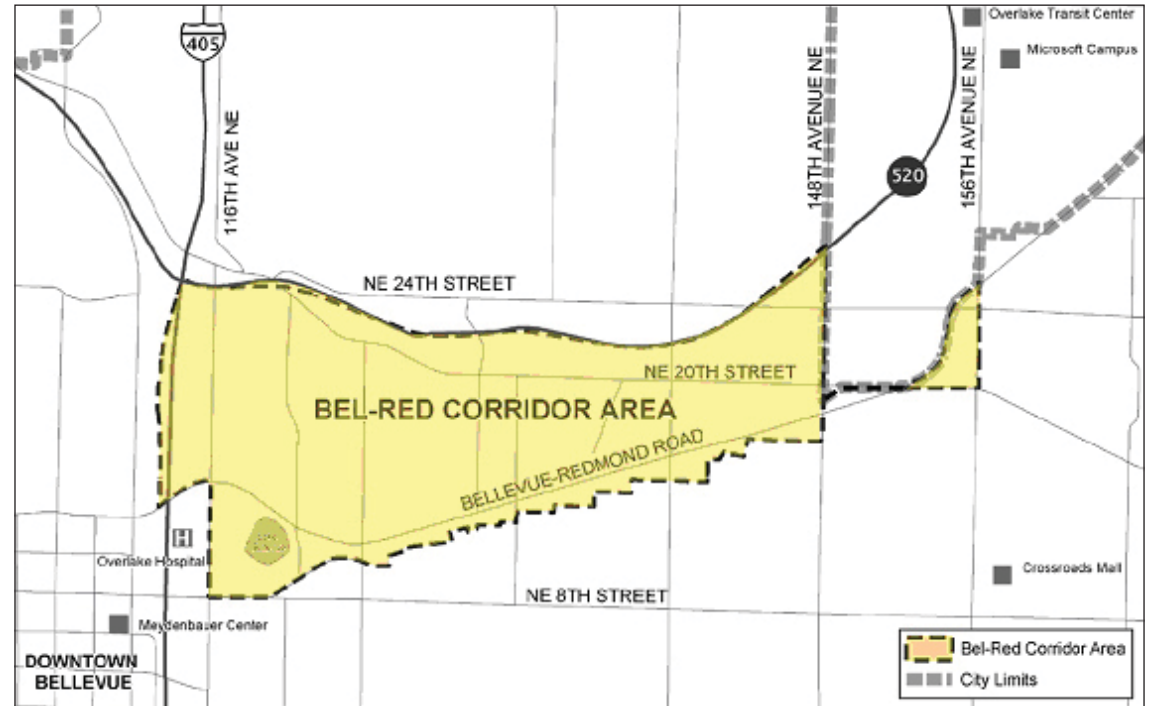 Overlake Transit Center
Microsoft Campus
405
116TH AVE NE
148TH AVENUE NE
156TH AVENUE NE
520
NE 24TH STREET
NE 20TH STREET
BEL-RED CORRIDOR AREA
BELLEVUE-REDMOND ROAD
H
Overlake Hospital
Crossroads Mall
NE 8TH STREET
Meydenbauer Center
DOWNTOWN
BELLEVUE
Bel-Red Corridor Area
City Limits